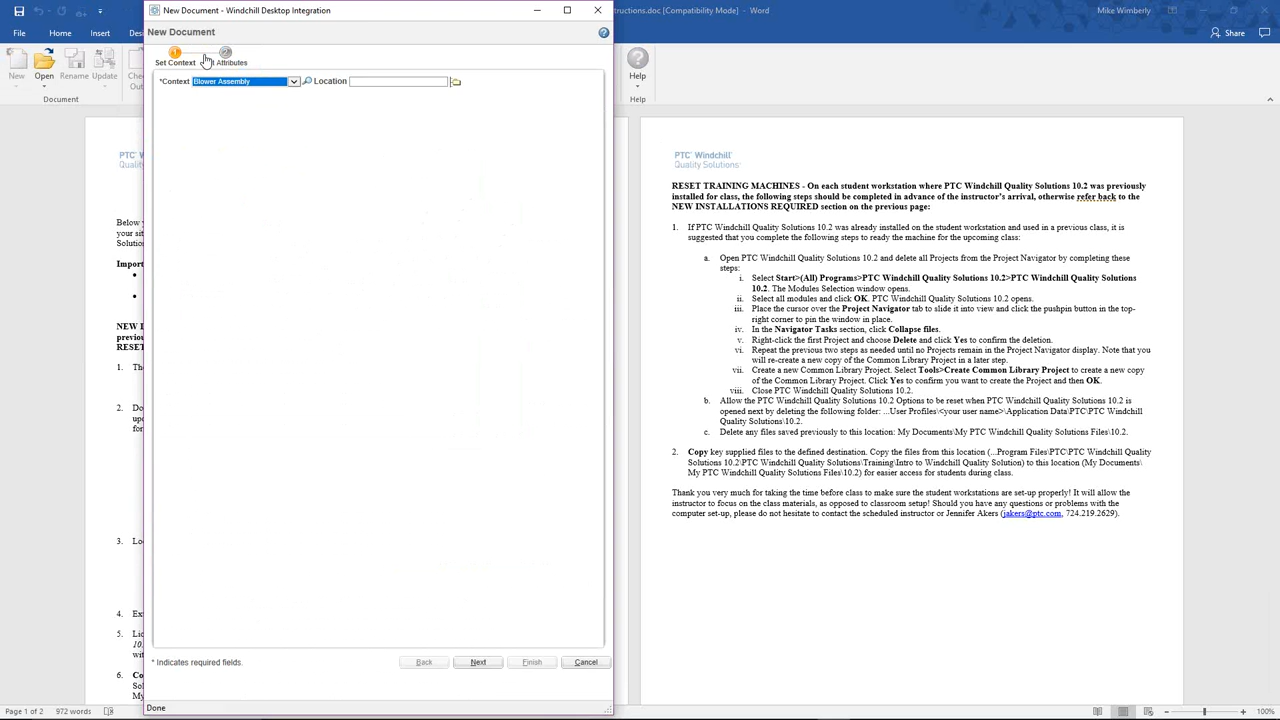 New Document - Windchill Desktop Integration
ructions.doc [Compatibility Mode] - Word
Mike Wimberly
File
Home
Insert
Share
New
Open
Rename
Update
Document
Help
Help
New Document
Set Context
t Attributes
*Context
Blower Assembly
Location
* Indicates required fields.
Back
Next
Finish
Cancel
Done
PTC W
Quality
Below y
your sit
Solution
Import
previou
RESET
1.
2. Do
for
3.
4.
5.
6.
PTC Windchill
Quality Solutions
RESET TRAINING MACHINES - On each student workstation where PTC Windchill Quality Solutions 10.2 was previously
installed for class, the following steps should be completed in advance of the instructor's arrival, otherwise refer back to the
NEW INSTALLATIONS REQUIRED section on the previous page:
1. If PTC Windchill Quality Solutions 10.2 was already installed on the student workstation and used in a previous class, it is
suggested that you complete the following steps to ready the machine for the upcoming class:
a. Open PTC Windchill Quality Solutions 10.2 and delete all Projects from the Project Navigator by completing these
steps:
i. Select Start>(All) Programs>PTC Windchill Quality Solutions 10.2>PTC Windchill Quality Solutions
10.2. The Modules Selection window opens.
ii. Select all modules and click OK. PTC Windchill Quality Solutions 10.2 opens.
iii. Place the cursor over the Project Navigator tab to slide it into view and click the pushpin button in the top-
right corner to pin the window in place.
iv. In the Navigator Tasks section, click Collapse files.
v. Right-click the first Project and choose Delete and click Yes to confirm the deletion.
vi. Repeat the previous two steps as needed until no Projects remain in the Project Navigator display. Note that you
will re-create a new copy of the Common Library Project in a later step.
vii. Create a new Common Library Project. Select Tools>Create Common Library Project to create a new copy
of the Common Library Project. Click Yes to confirm you want to create the Project and then OK.
viii. Close PTC Windchill Quality Solutions 10.2.
b. Allow the PTC Windchill Quality Solutions 10.2 Options to be reset when PTC Windchill Quality Solutions 10.2 is
opened next by deleting the following folder: ...User Profiles\<your user name>\Application Data\PTC\PTC Windchill
Quality Solutions\10.2.
c. Delete any files saved previously to this location: My Documents\My PTC Windchill Quality Solutions Files\10.2.
2. Copy key supplied files to the defined destination. Copy the files from this location (...Program Files\PTC\PTC Windchill Quality
Solutions 10.2\PTC Windchill Quality Solutions\Training\Intro to Windchill Quality Solution) to this location (My Documents\
My PTC Windchill Quality Solutions Files\10.2) for easier access for students during class.
Thank you very much for taking the time before class to make sure the student workstations are set-up properly! It will allow the
instructor to focus on the class materials, as opposed to classroom setup! Should you have any questions or problems with the
computer set-up, please do not hesitate to contact the scheduled instructor or Jennifer Akers (jakers@ptc.com, 724.219.2629).
Page 1 of 2
972 words
100%